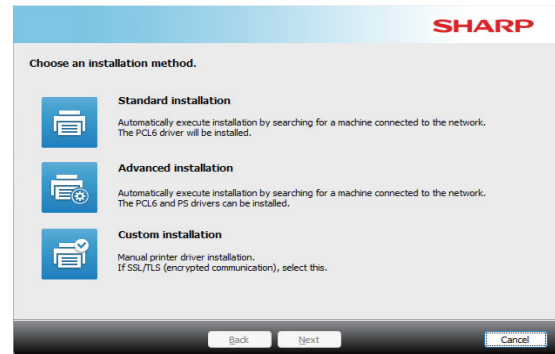 SHARP
Choose an installation method.
Standard installation
Automatically execute installation by searching for a machine connected to the network.
The PCL6 driver will be installed.
Advanced installation
Automatically execute installation by searching for a machine connected to the network.
The PCL6 and PS drivers can be installed.
Custom installation
Manual printer driver installation.
If SSL/TLS (encrypted communication), select this.
Back Next Cancel